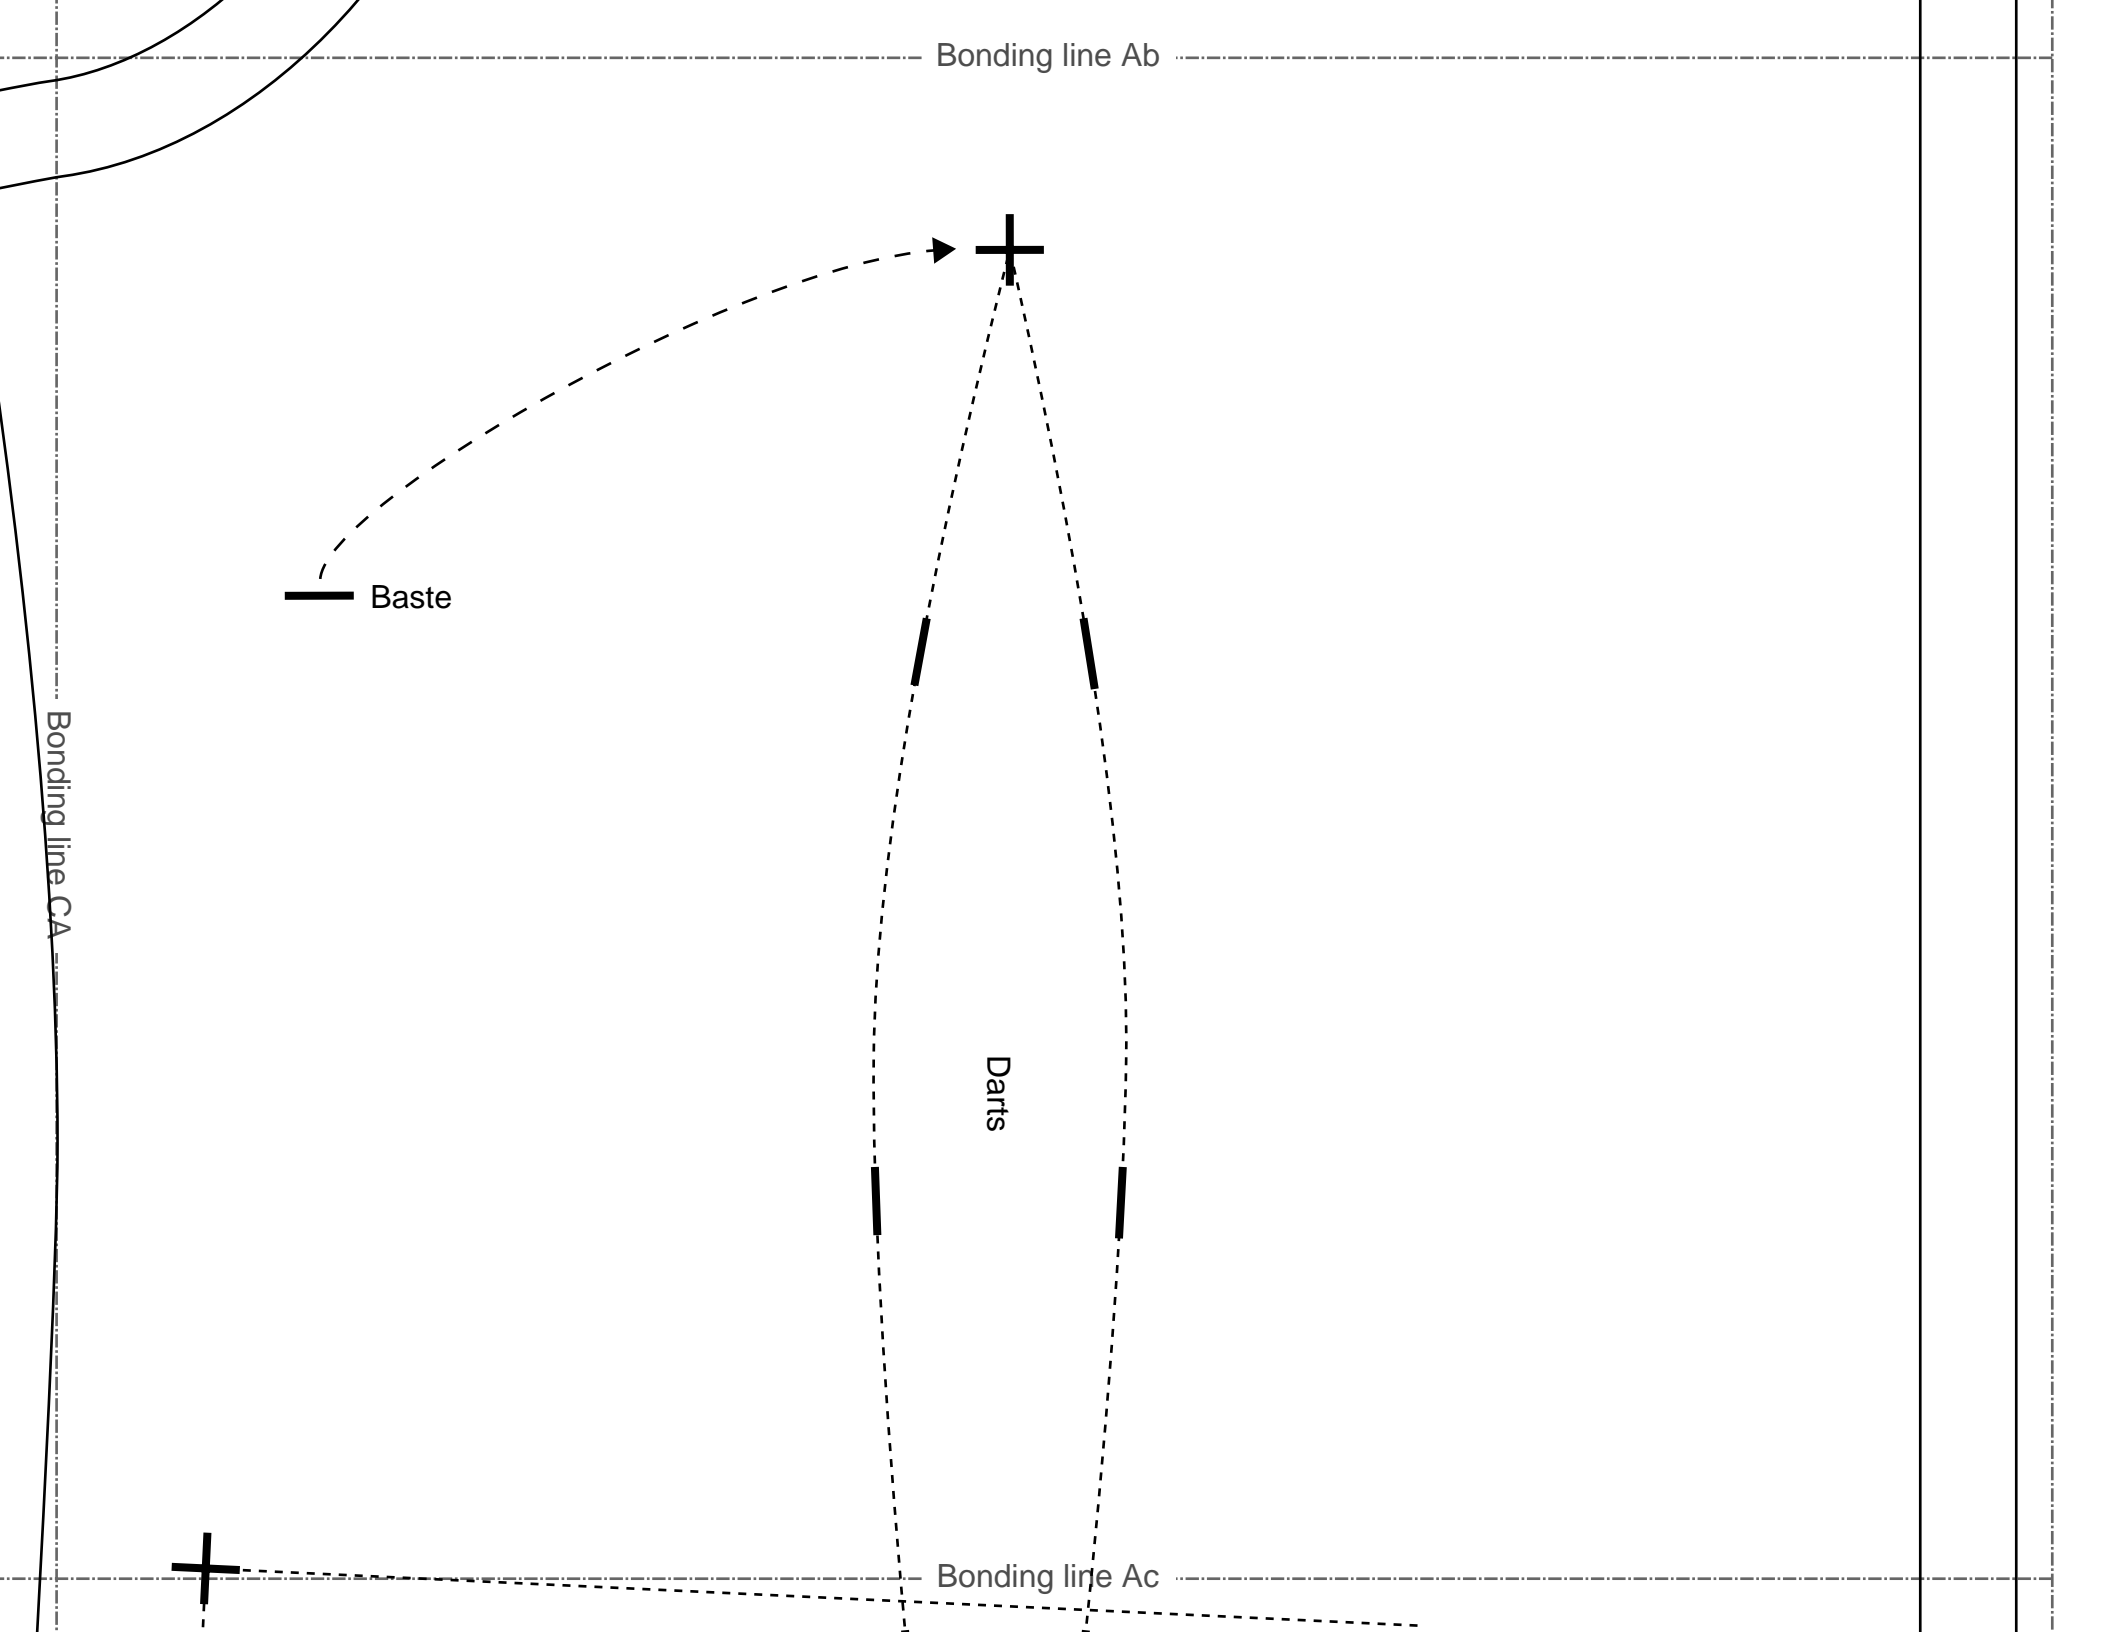 Bonding line Ab
Baste
Bonding line CA
Darts
Bonding line Ac